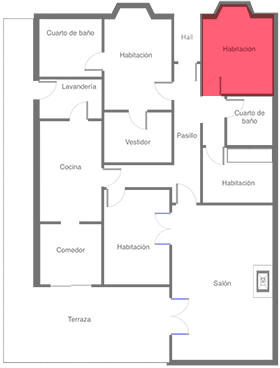 Cuarto de baño
Habitación
Hall
Habitación
Lavandería
Vestidor
Pasillo
Cuarto de
baño
Cocina
Habitación
Comedor
Habitación
Salón
Terraza